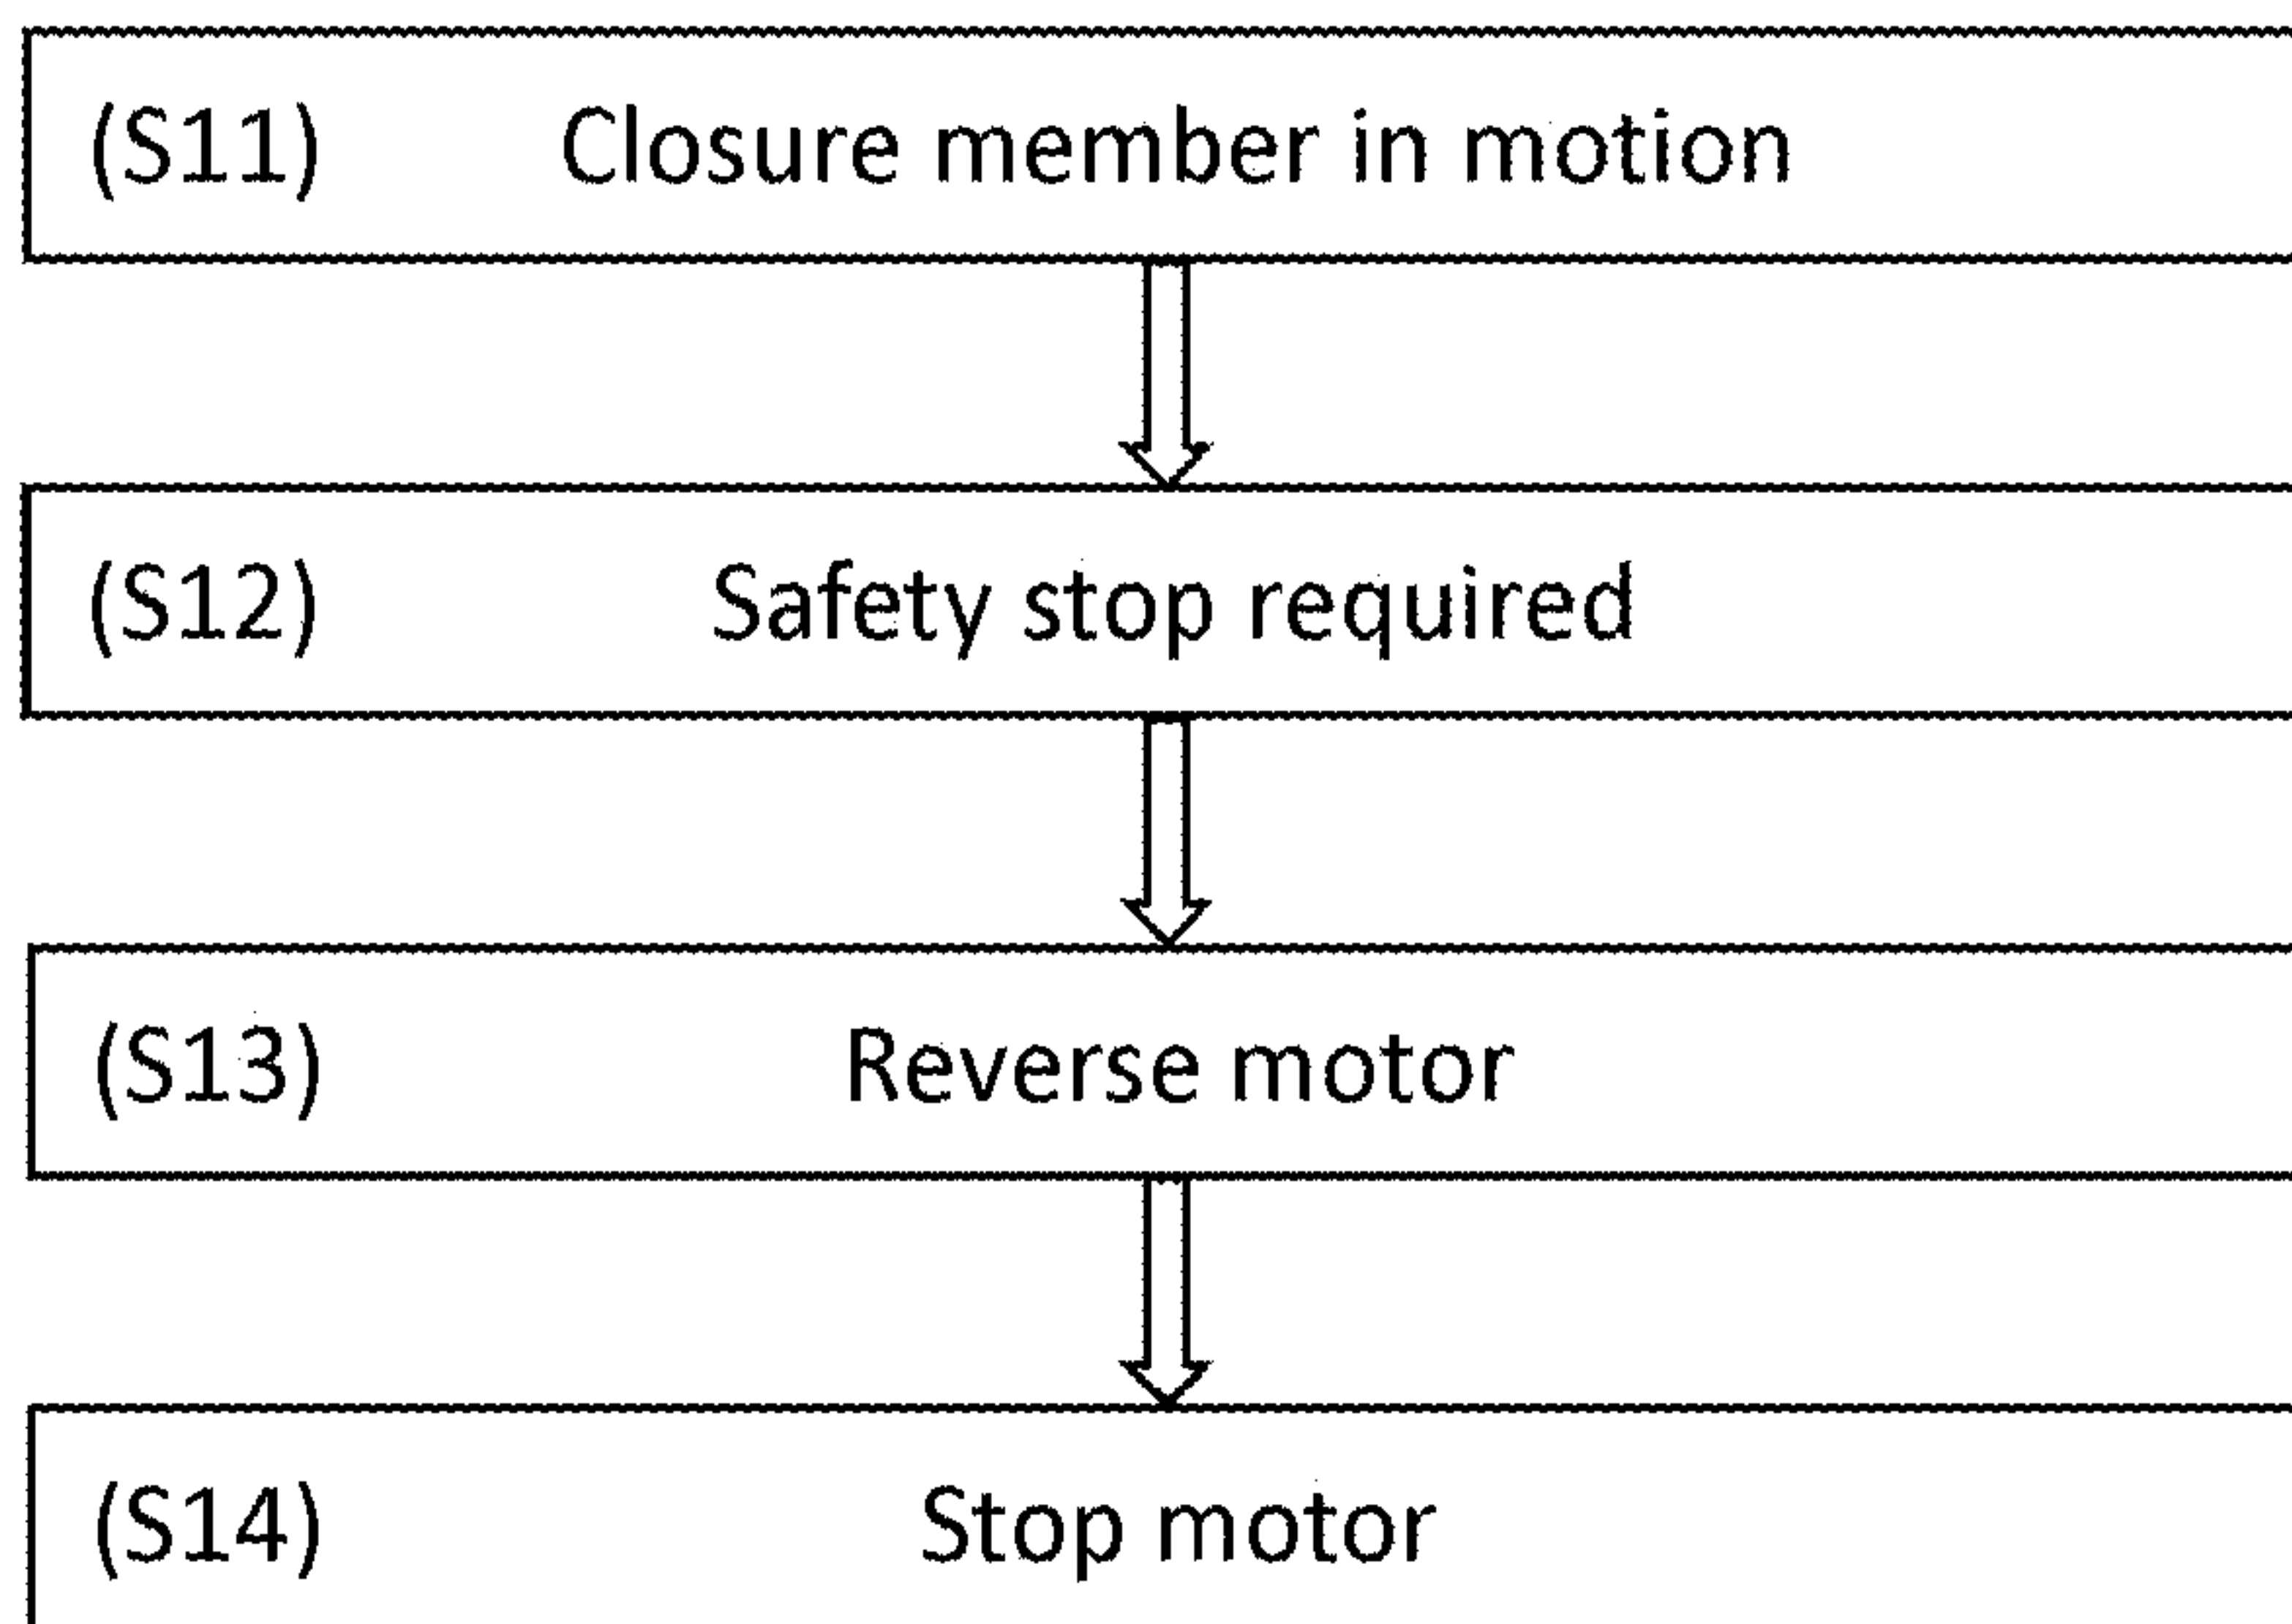 (S11) Closure member in motion
(S12) Safety stop required
(S13) Reverse motor
(S14) Stop motor